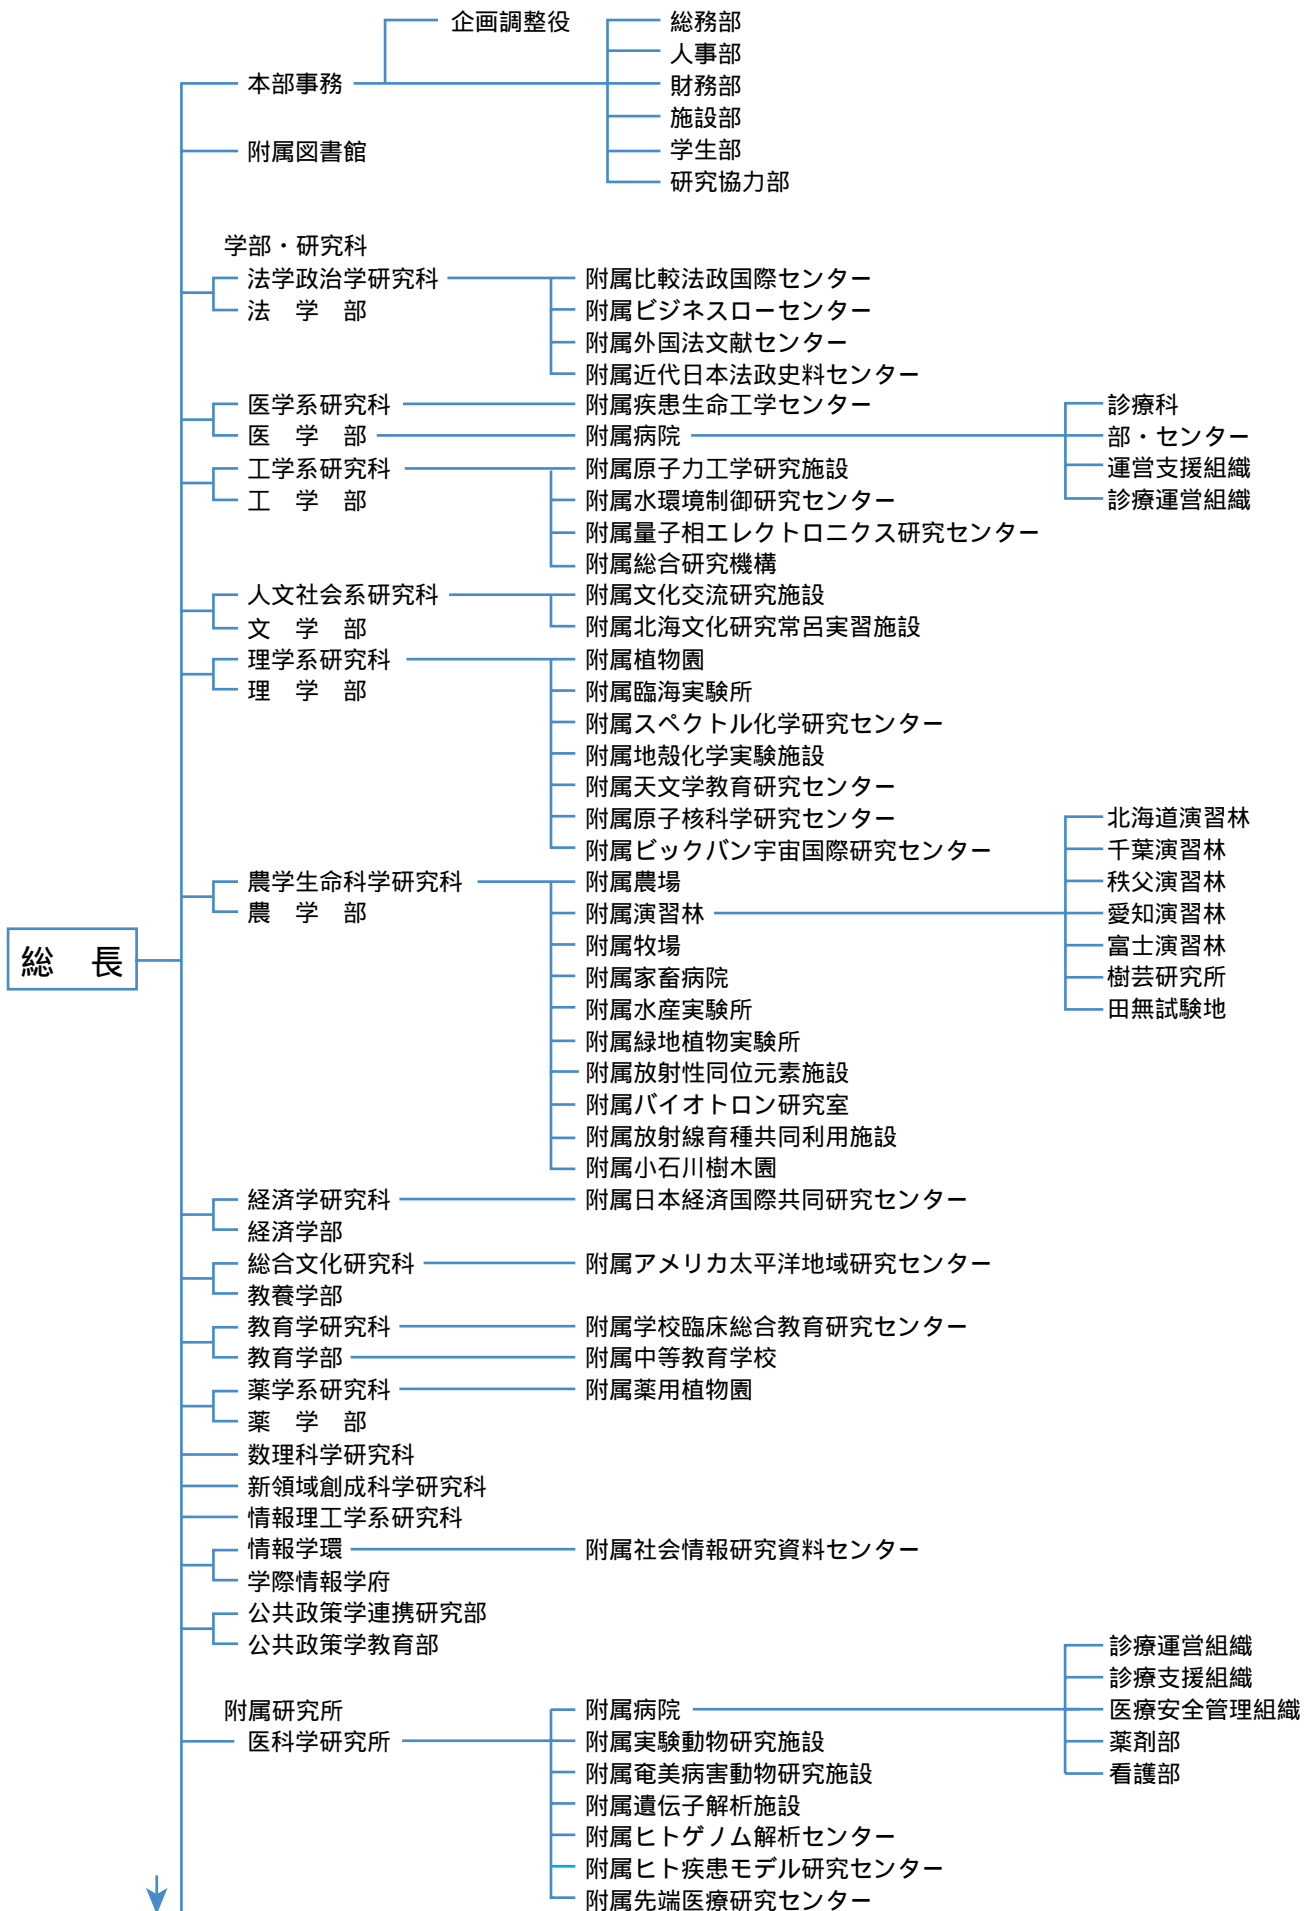 企画調整役
総務部
人事部
本部事務
財務部
施設部
附属図書館
学生部
研究協力部
学部・研究科
法学政治学研究科
附属比較法政国際センター
法　学　部
附属ビジネスローセンター
附属外国法文献センター
附属近代日本法政史料センター
医学系研究科
附属疾患生命工学センター
診療科
医　学　部
附属病院
部・センター
工学系研究科
附属原子力工学研究施設
運営支援組織
工　学　部
附属水環境制御研究センター
診療運営組織
附属量子相エレクトロニクス研究センター
附属総合研究機構
人文社会系研究科
附属文化交流研究施設
文　学　部
附属北海文化研究常呂実習施設
理学系研究科
附属植物園
理　学　部
附属臨海実験所
附属スペクトル化学研究センター
附属地殻化学実験施設
附属天文学教育研究センター
附属原子核科学研究センター
北海道演習林
附属ビックバン宇宙国際研究センター
千葉演習林
農学生命科学研究科
附属農場
秩父演習林
農　学　部
附属演習林
愛知演習林
総　長
附属牧場
富士演習林
附属家畜病院
樹芸研究所
附属水産実験所
田無試験地
附属緑地植物実験所
附属放射性同位元素施設
附属バイオトロン研究室
附属放射線育種共同利用施設
附属小石川樹木園
経済学研究科
附属日本経済国際共同研究センター
経済学部
総合文化研究科
附属アメリカ太平洋地域研究センター
教養学部
教育学研究科
附属学校臨床総合教育研究センター
教育学部
附属中等教育学校
薬学系研究科
附属薬用植物園
薬　学　部
数理科学研究科
新領域創成科学研究科
情報理工学系研究科
情報学環
附属社会情報研究資料センター
学際情報学府
公共政策学連携研究部
公共政策学教育部
診療運営組織
診療支援組織
附属研究所
附属病院
医療安全管理組織
医科学研究所
附属実験動物研究施設
薬剤部
附属奄美病害動物研究施設
看護部
附属遺伝子解析施設
附属ヒトゲノム解析センター
附属ヒト疾患モデル研究センター
附属先端医療研究センター